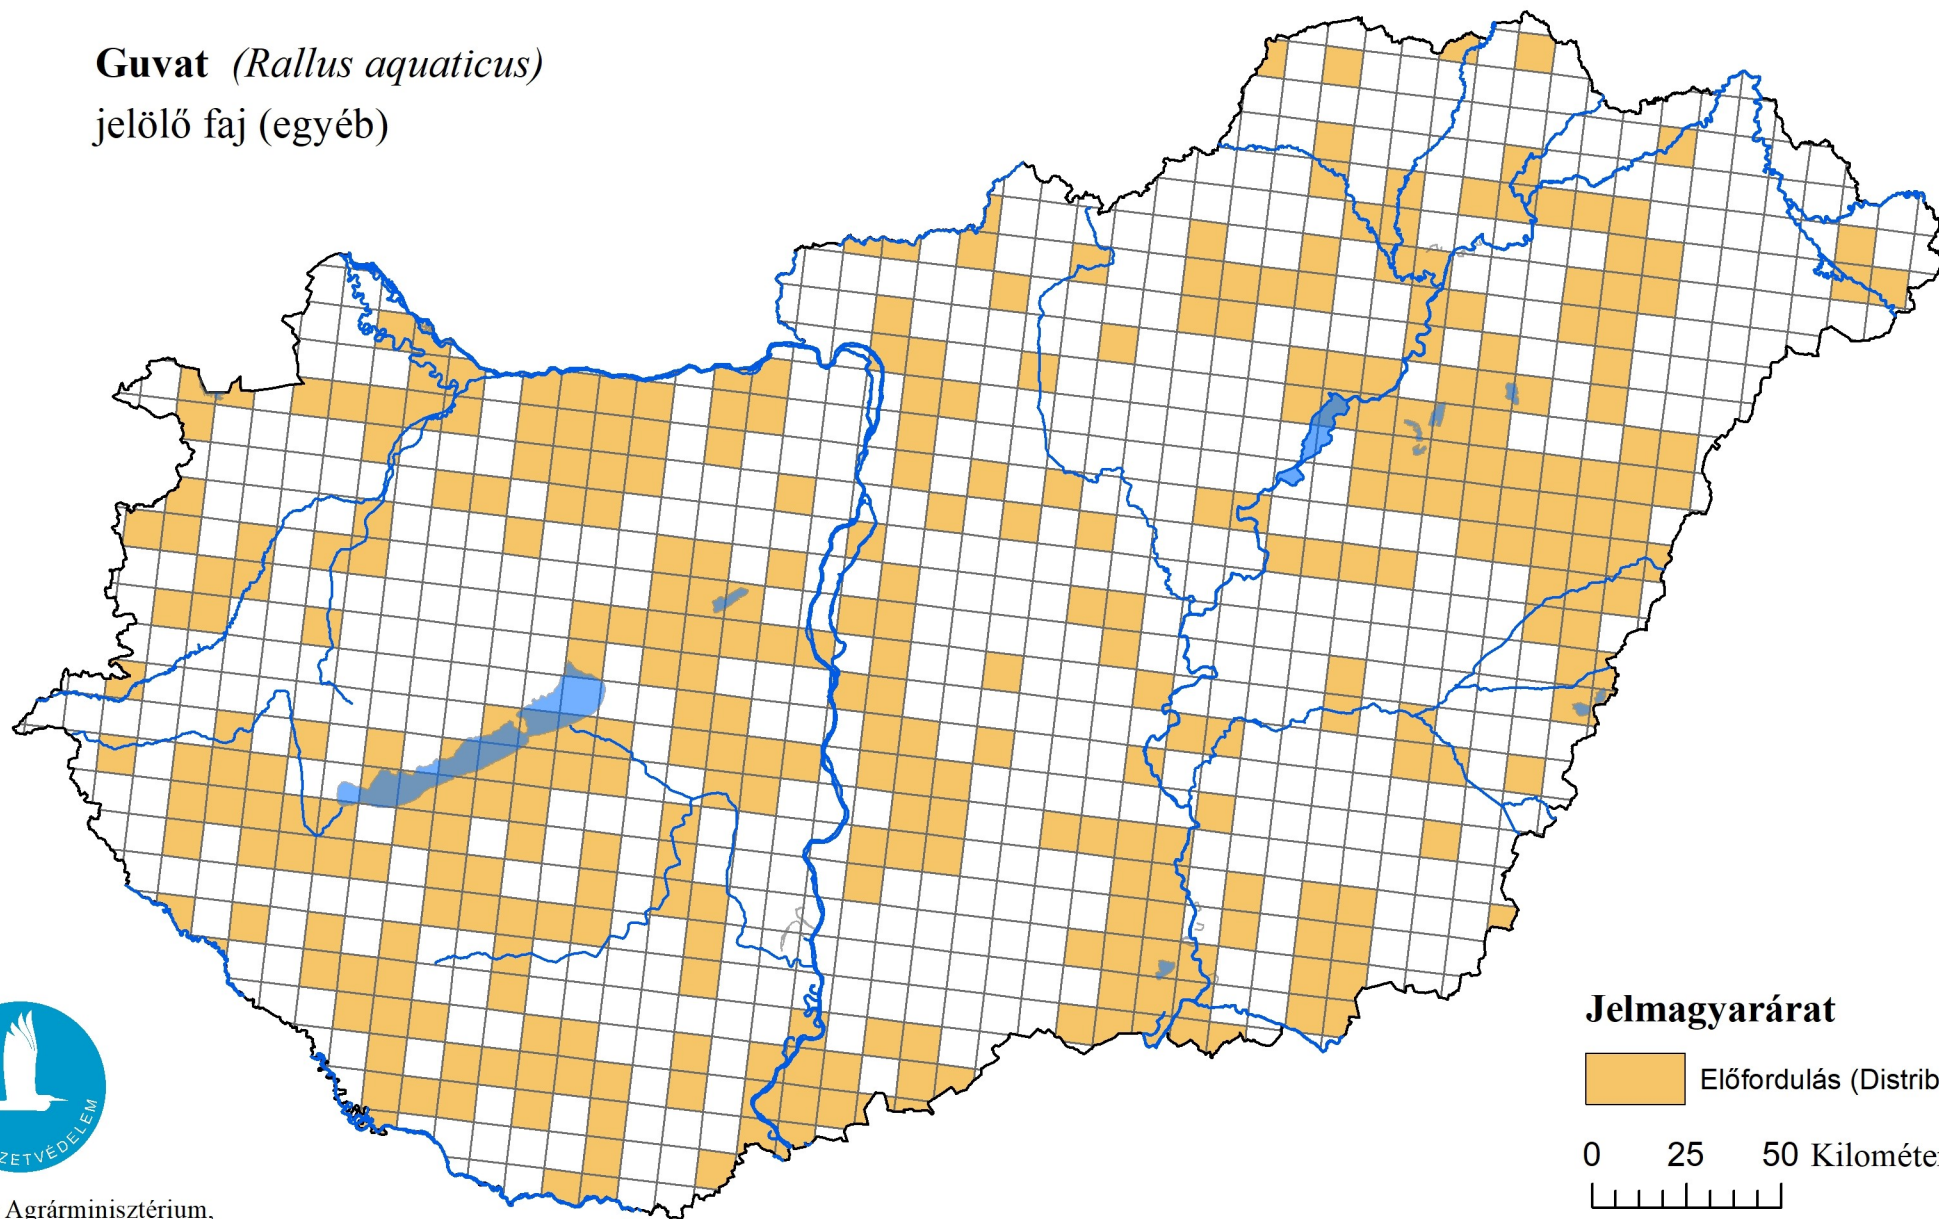 Guvat (Rallus aquaticus)
jelölő faj (egyéb)
Jelmagyarárat
Előfordulás (Distrib
0 25 50 Kilométe
ZETVÉDELEM
Agrárminisztérium,